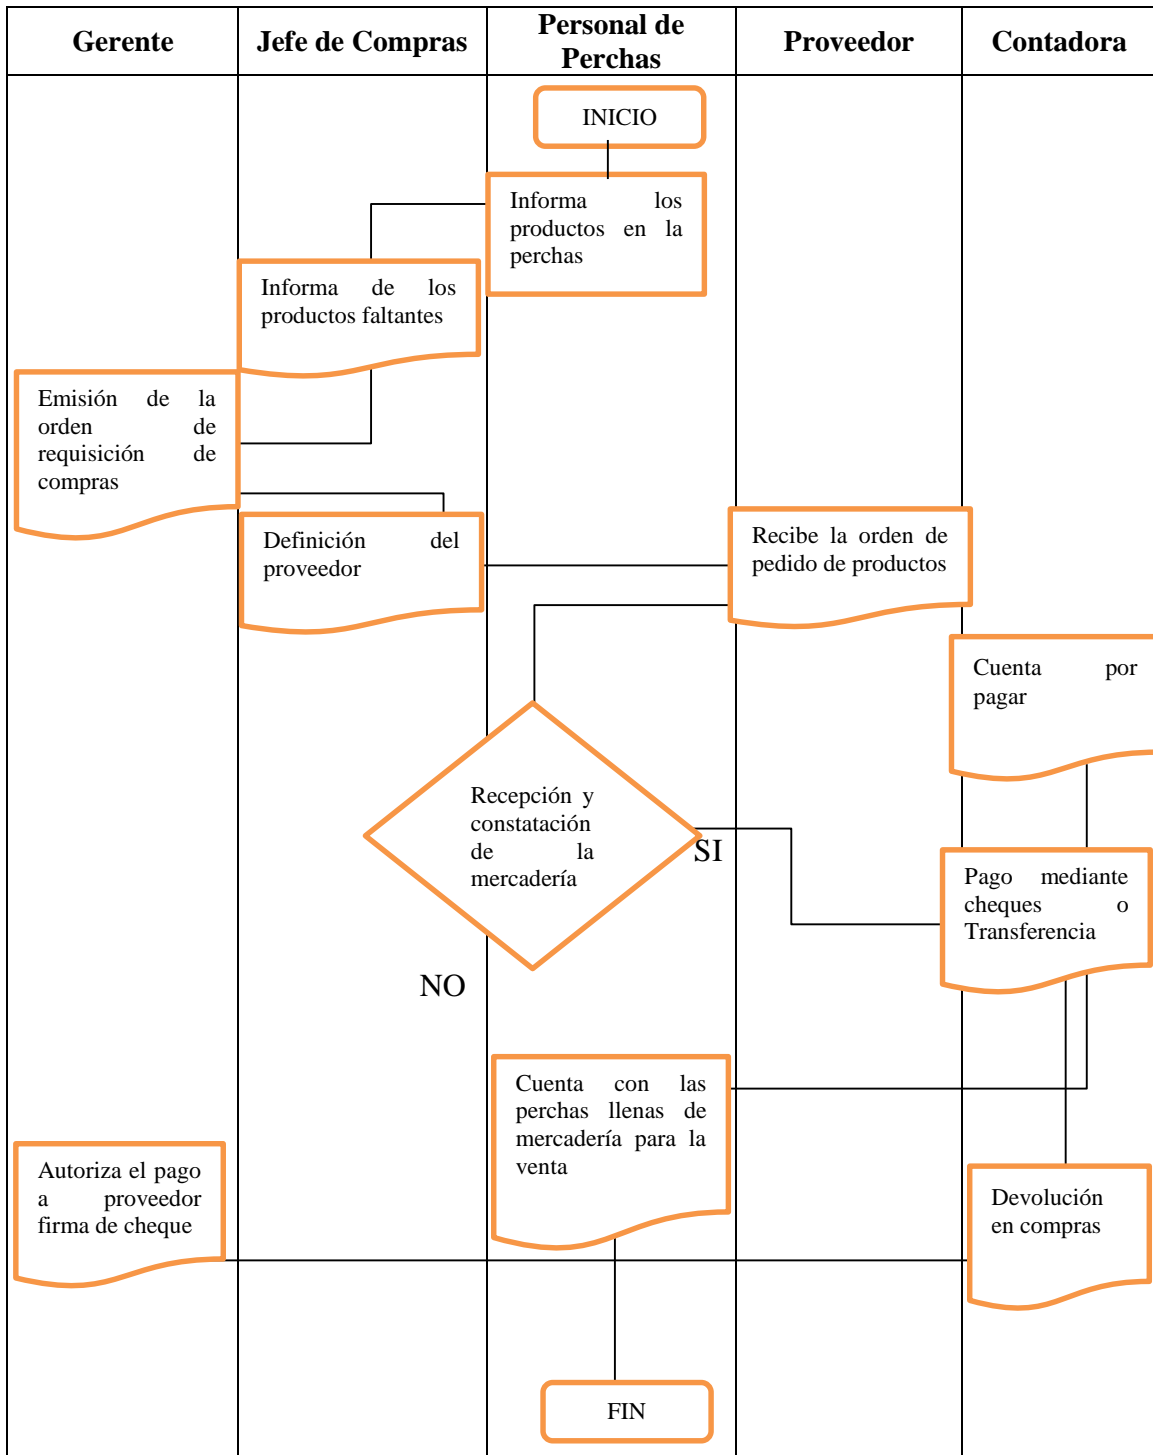 Gerente
Jefe de Compras
Personal de
Perchas
Proveedor
Contadora
INICIO
Informa los
productos en la
perchas
Informa de los
productos faltantes
Emisión de la
orden de
requisición de
compras
Definición del
proveedor
Recibe la orden de
pedido de productos
Cuenta por
pagar
Recepción y
constatación
de la
mercadería
SI
Pago mediante
cheques o
Transferencia
NO
Cuenta con las
perchas llenas de
mercadería para la
venta
Autoriza el pago
a proveedor
firma de cheque
Devolución
en compras
FIN